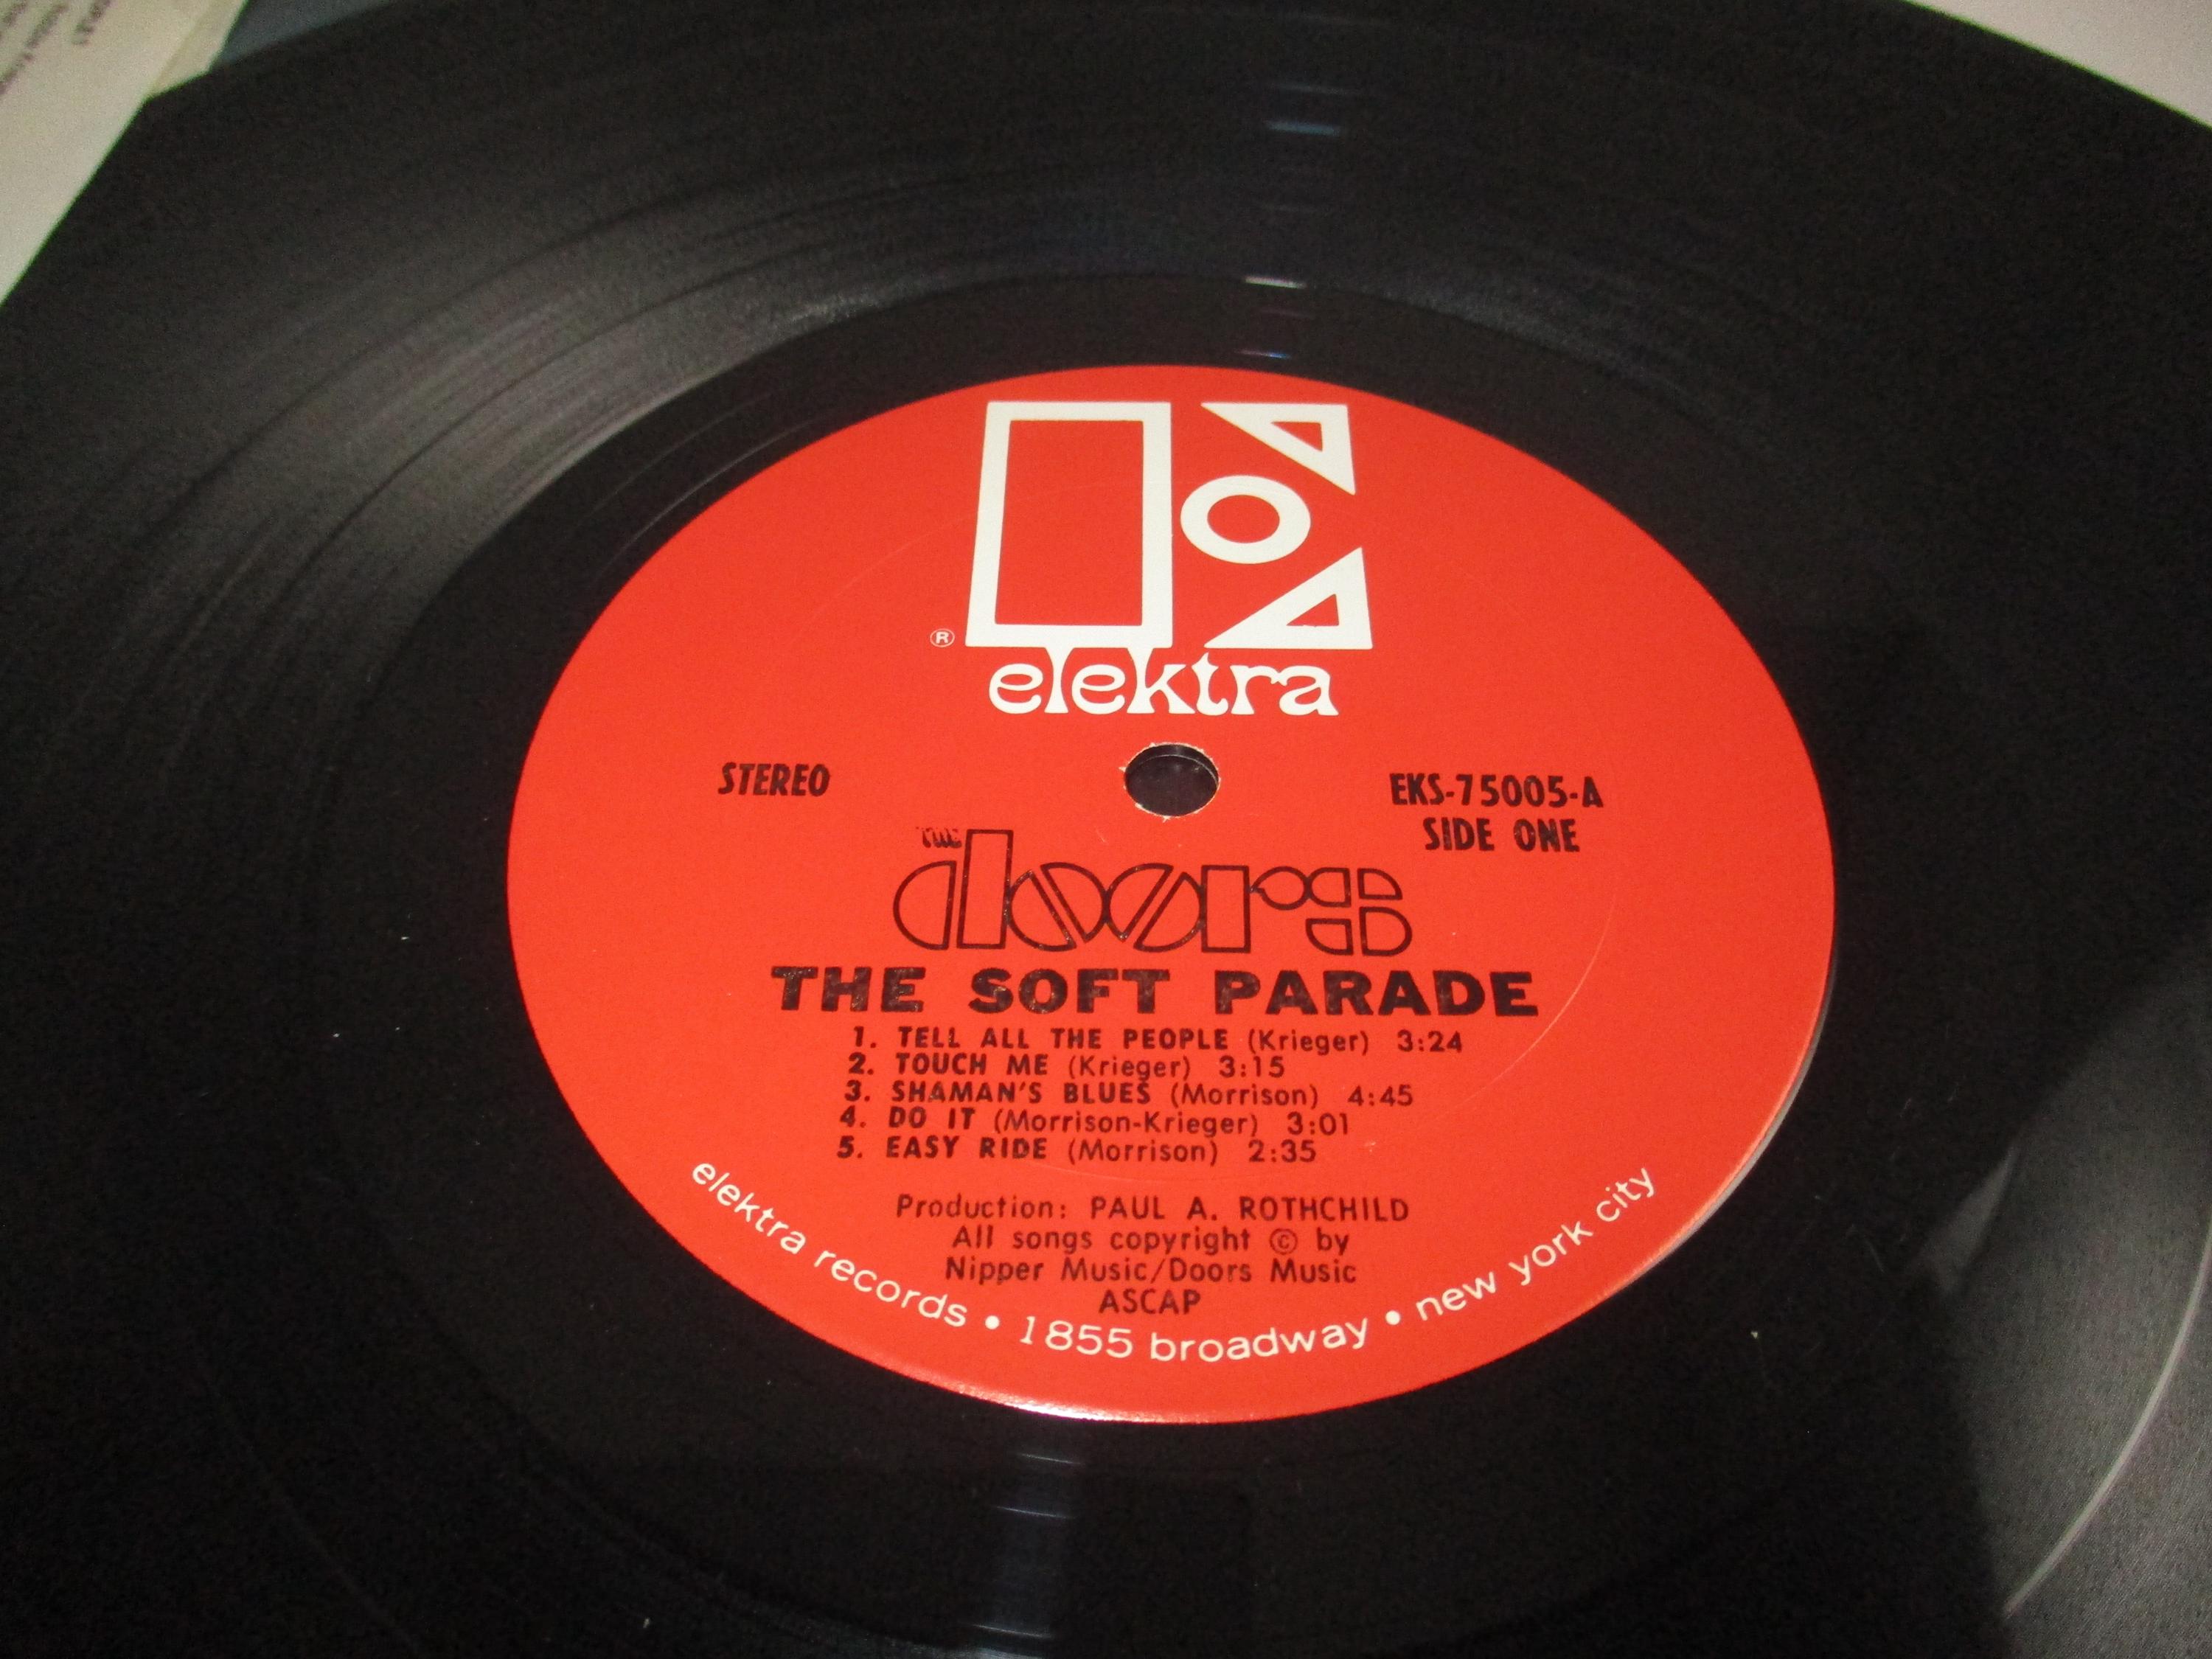 ®
elektra
STEREO
EKS-75005-A
SIDE ONE
THE
doors
THE SOFT PARADE
1. TELL ALL THE PEOPLE (Krieger) 3:24
2. TOUCH ME (Krieger) 3:15
3. SHAMAN'S BLUES (Morrison) 4:45
4. DO IT (Morrison-Krieger) 3:01
5. EASY RIDE (Morrison) 2:35
Production: PAUL A. ROTHCHILD
All songs copyright © by
Nipper Music/Doors Music
ASCAP
elektra records • 1855 broadway • new york city